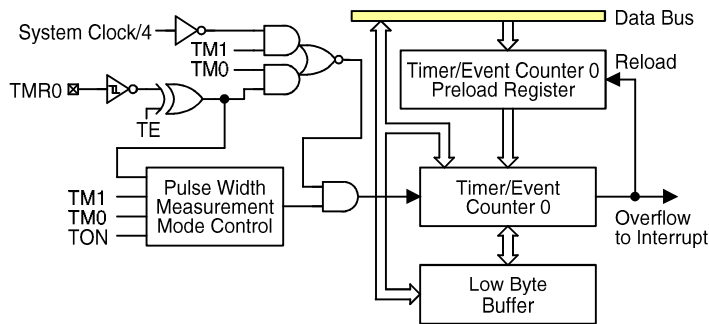 Data Bus
System Clock/4
TM1
TM0
TMR0
TE
Timer/Event Counter 0
Preload Register
Reload
TM1
TM0
TON
Pulse Width
Measurement
Mode Control
Timer/Event
Counter 0
Overflow
to Interrupt
Low Byte
Buffer